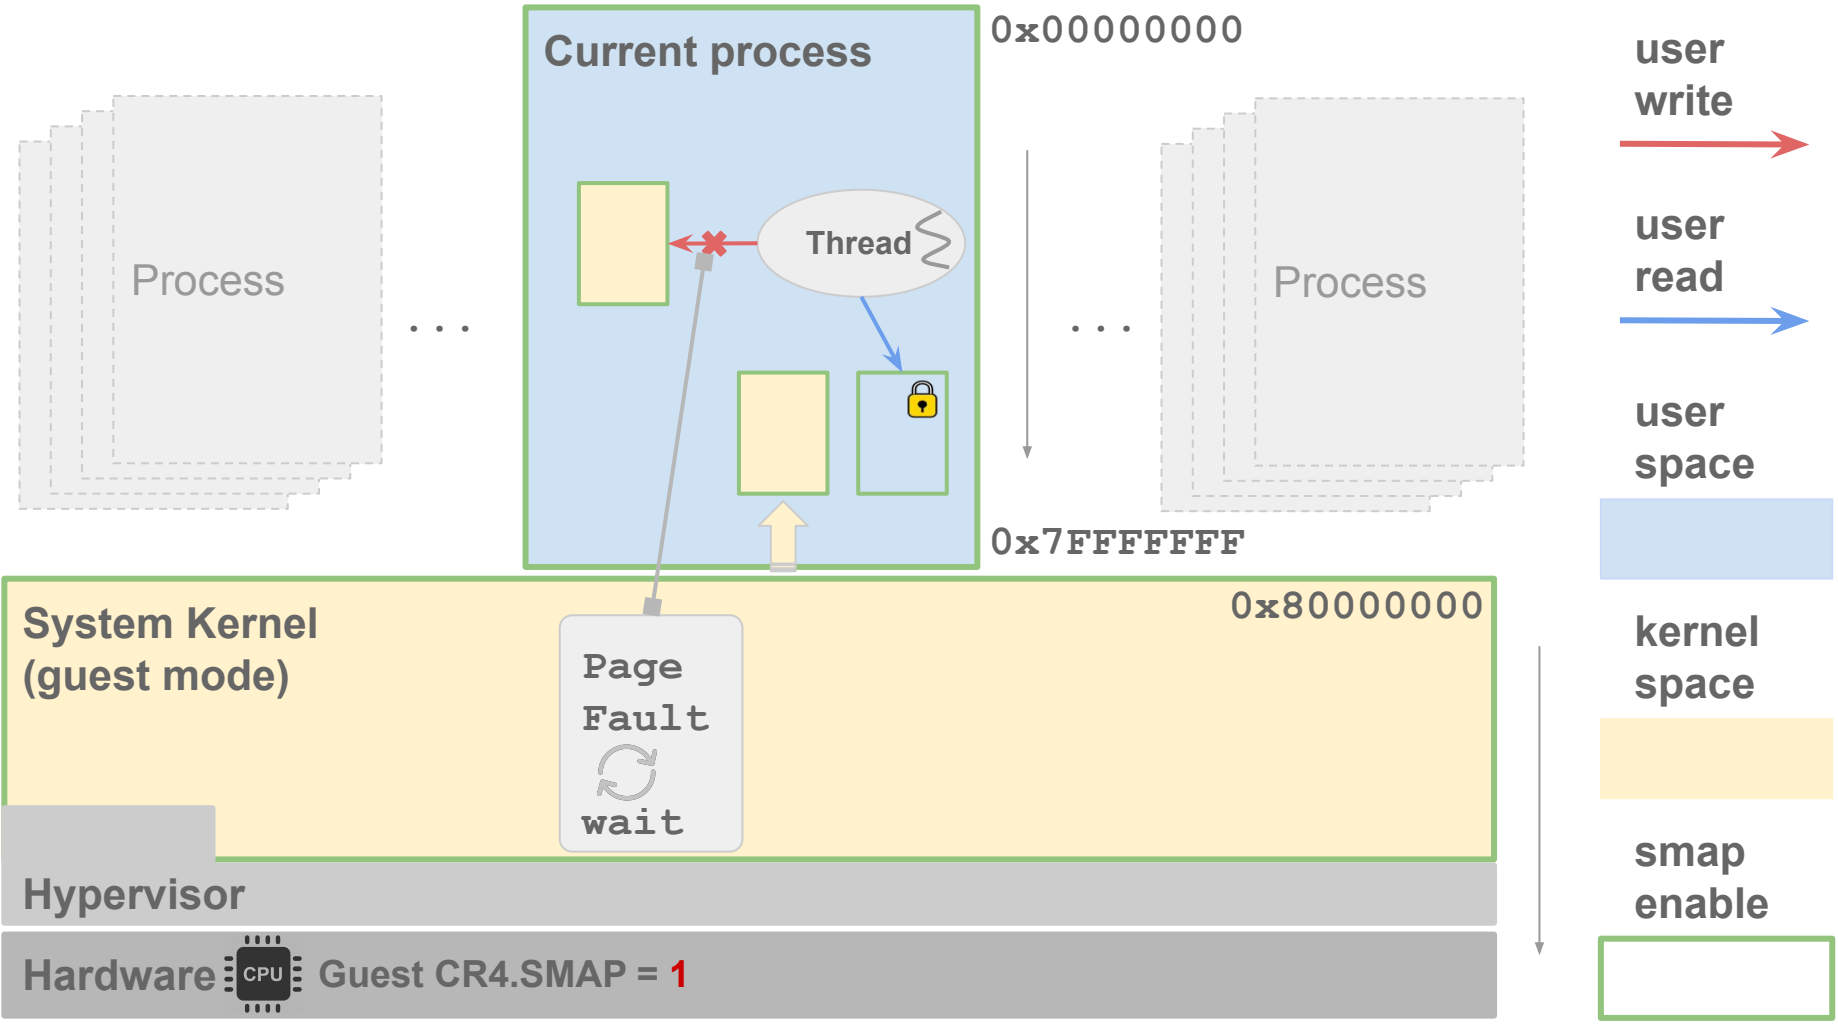 Current process
0x00000000
Process
. . .
Thread
. . .
Process
0x7FFFFFFF
System Kernel
(guest mode)
0x80000000
Page
Fault
wait
Hypervisor
Hardware
CPU
Guest CR4.SMAP = 1
user
write
user
read
user
space
kernel
space
smap
enable